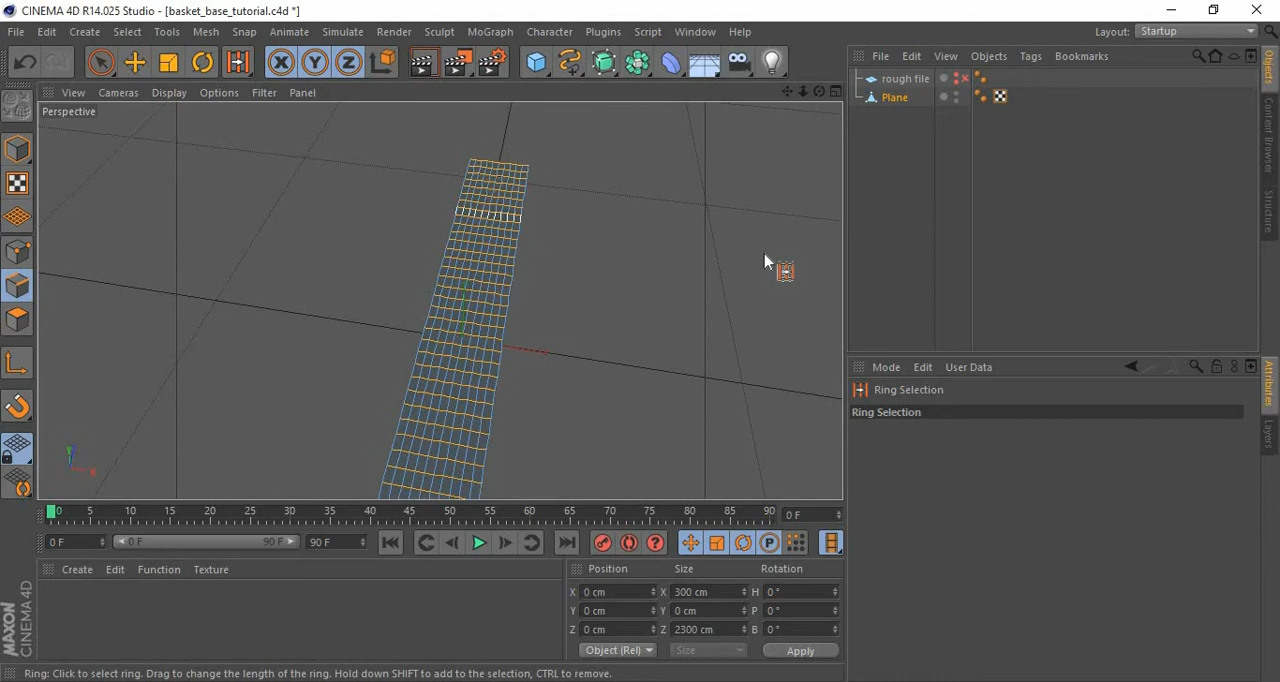 CINEMA 4D R14.025 Studio - [basket_base_tutorial.c4d *]
File Edit Create Select Tools Mesh Snap Animate Simulate Render Sculpt MoGraph Character Plugins Script Window Help Layout: Startup
File Edit View Objects Tags Bookmarks
View Cameras Display Options Filter Panel
Perspective
rough file
Plane
Objects
Content Browser
Structure
Mode Edit User Data
Ring Selection
Ring Selection
Attributes
Layers
0 5 10 15 20 25 30 35 40 45 50 55 60 65 70 75 80 85 90 0 F
0 F 0 F 90 F 90 F
Create Edit Function Texture
Position Size Rotation
X 0 cm X 300 cm H 0 °
Y 0 cm Y 0 cm P 0 °
Z 0 cm Z 2300 cm B 0 °
Object (Rel) Size Apply
MAXON
CINEMA 4D
Ring: Click to select ring. Drag to change the length of the ring. Hold down SHIFT to add to the selection, CTRL to remove.